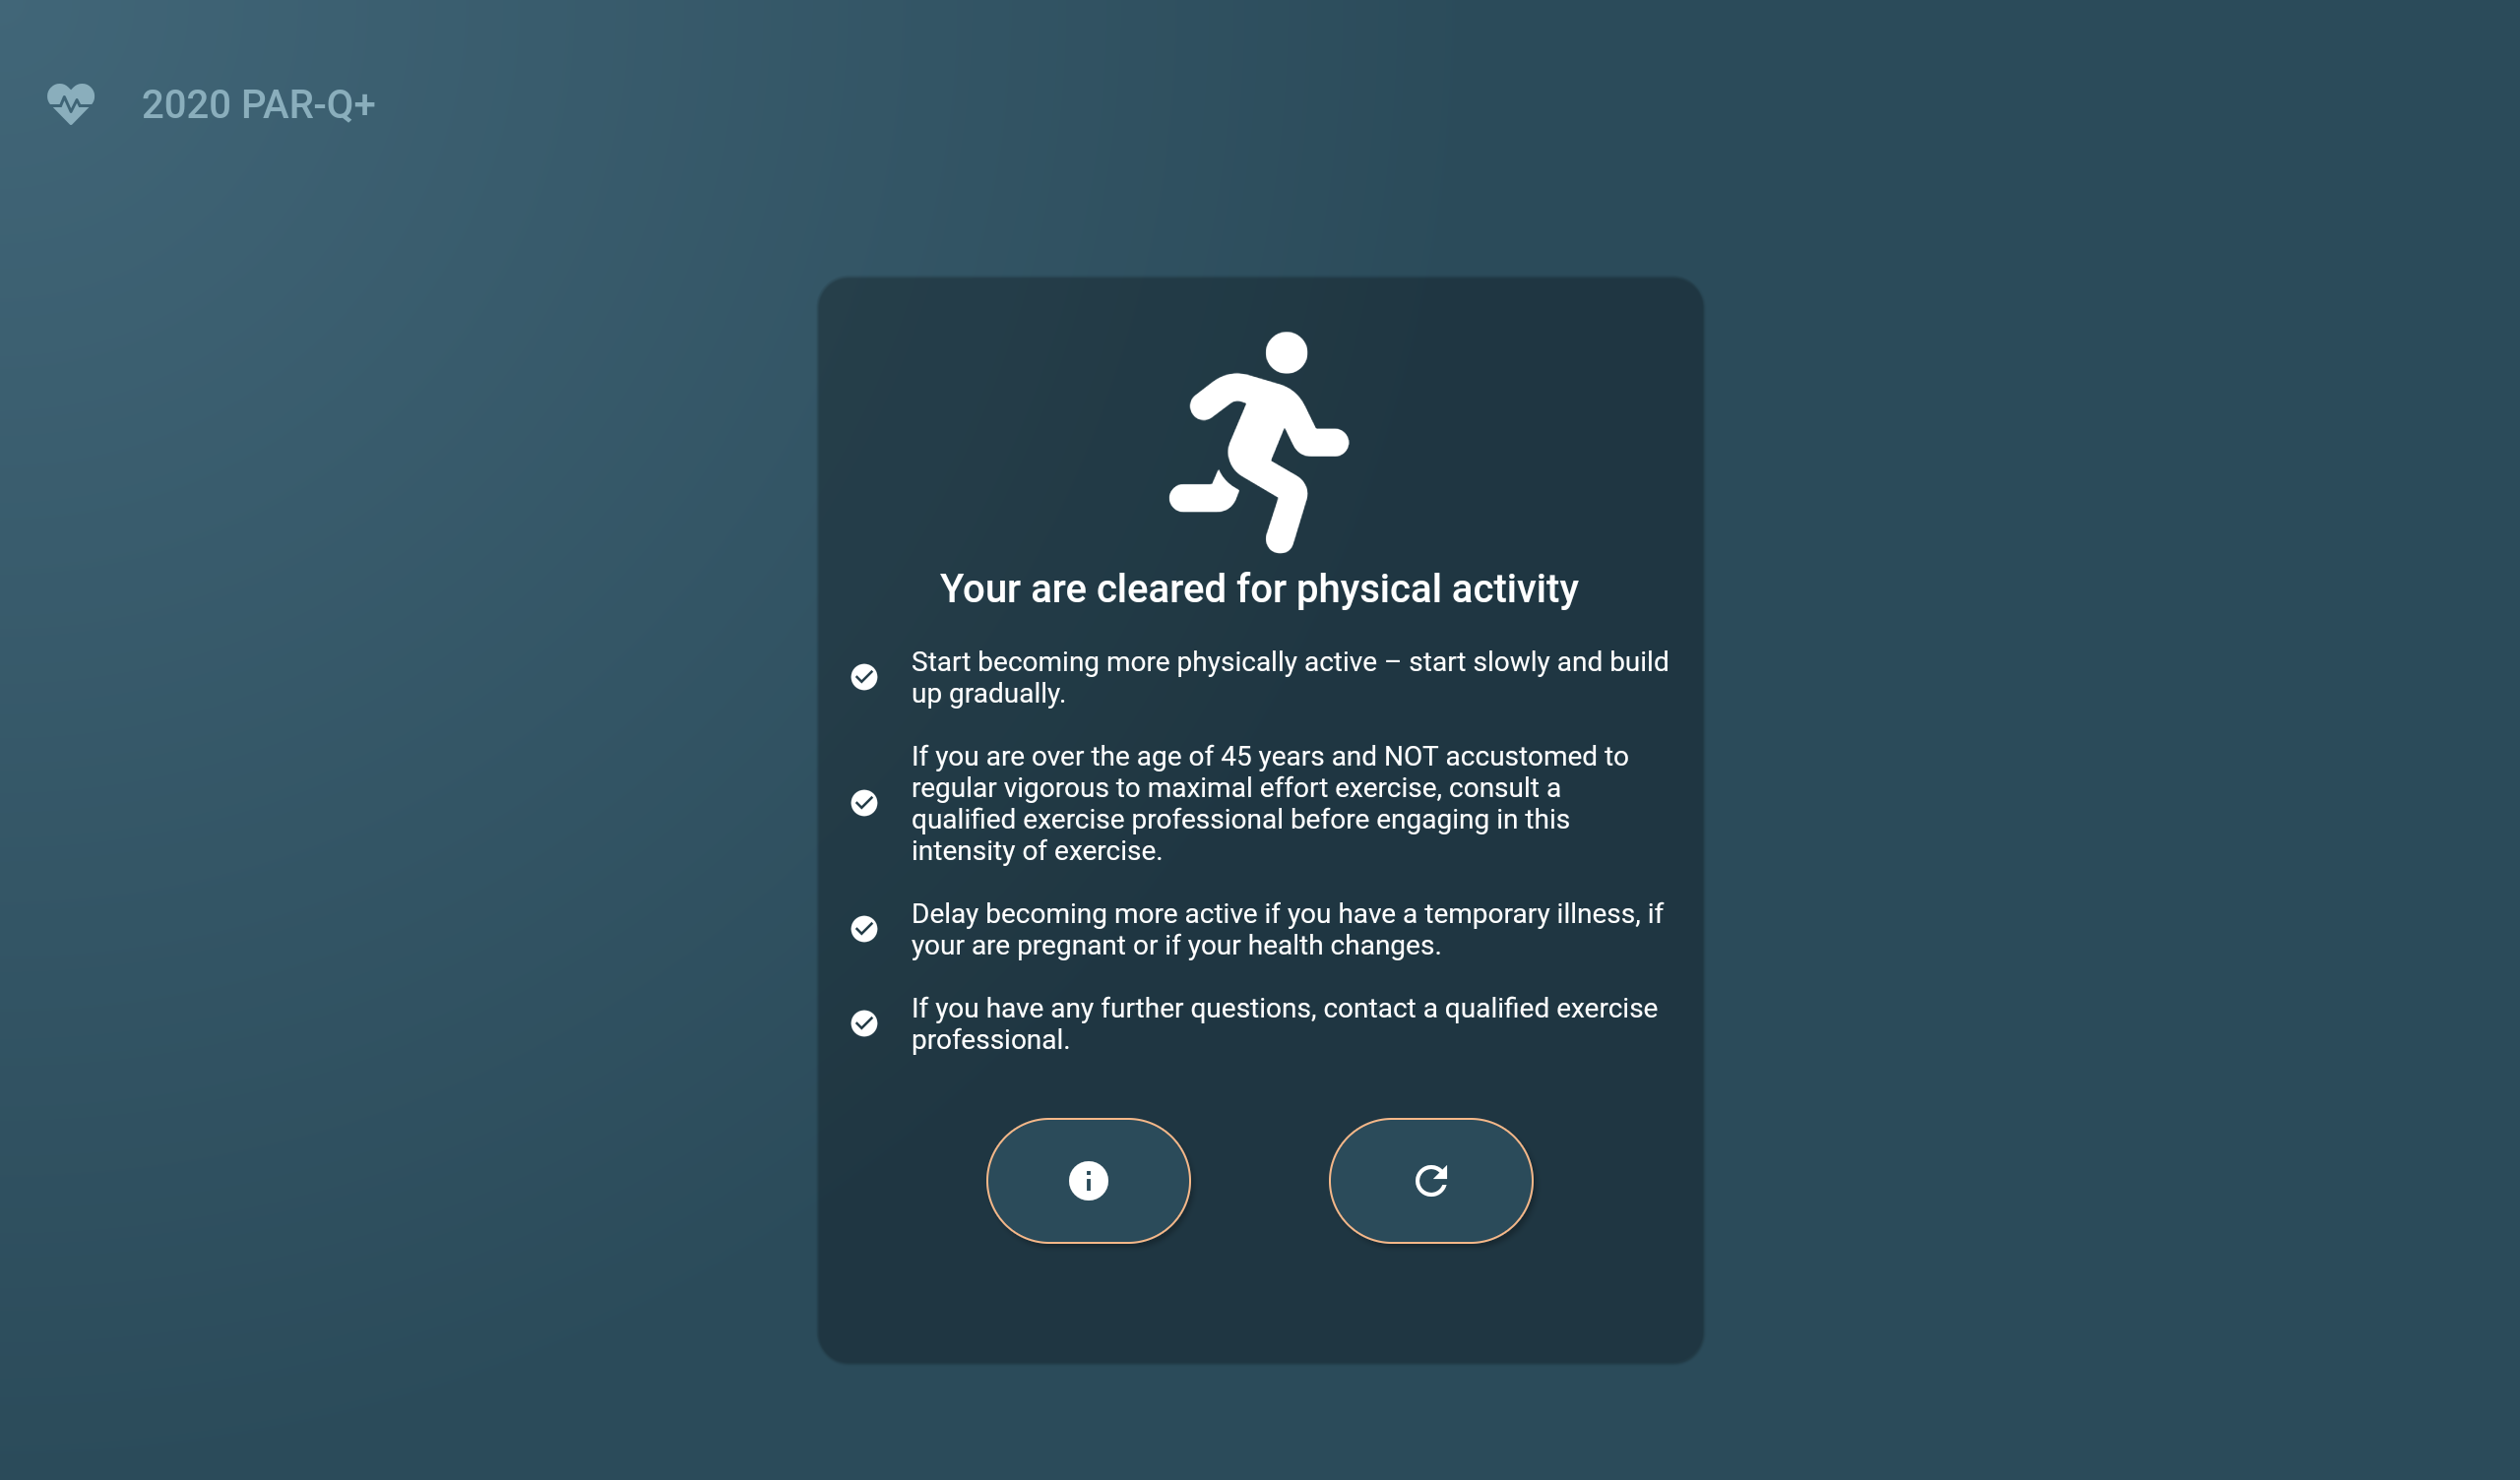 2020 PAR-Q+
Your are cleared for physical activity
Start becoming more physically active – start slowly and build
up gradually.
If you are over the age of 45 years and NOT accustomed to
regular vigorous to maximal effort exercise, consult a
qualified exercise professional before engaging in this
intensity of exercise.
Delay becoming more active if you have a temporary illness, if
your are pregnant or if your health changes.
If you have any further questions, contact a qualified exercise
professional.